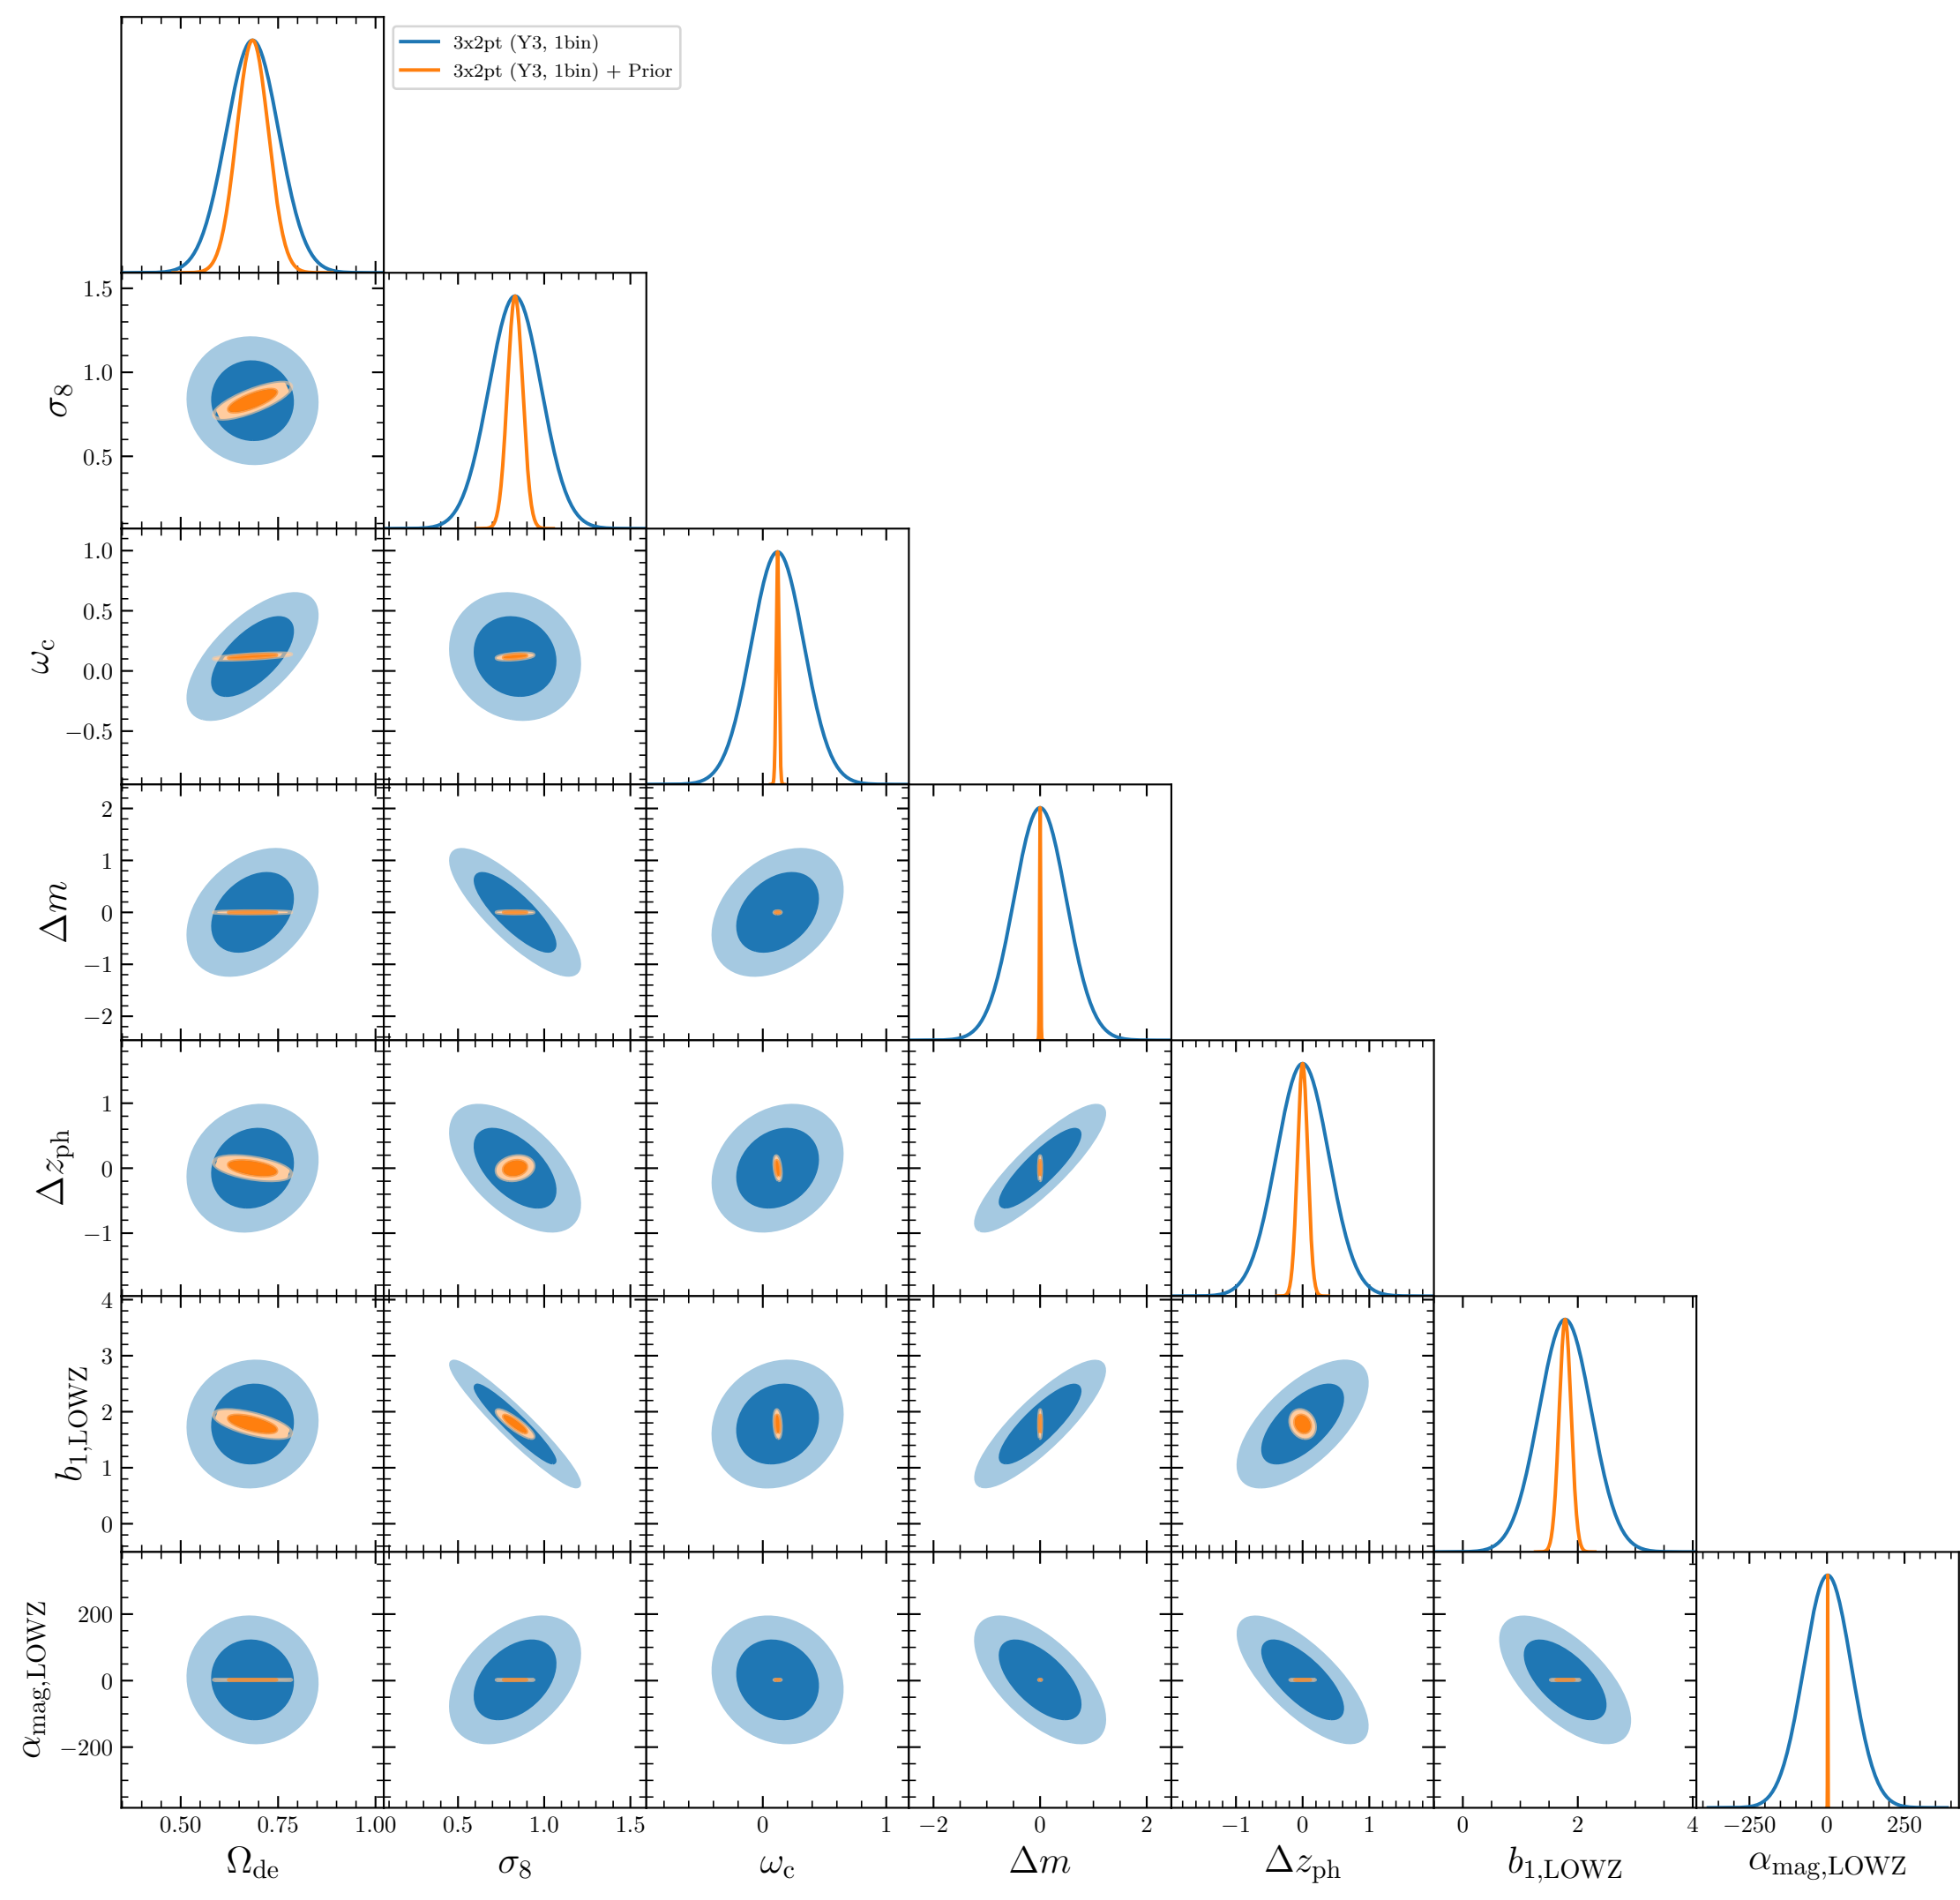 3x2pt (Y3, 1bin)
3x2pt (Y3, 1bin) + Prior
1.5
1.0
0.5
σ8
1.0
0.5
0.0
−0.5
ωc
2
1
0
−1
−2
Δm
1
0
−1
Δzph
4
3
2
1
0
b1,LOWZ
200
0
−200
αmag,LOWZ
0.50 0.75 1.00 0.5 1.0 1.5 0 1 −2 0 2 −1 0 1 0 2 4 −250 0 250
Ωde σ8 ωc Δm Δzph b1,LOWZ αmag,LOWZ